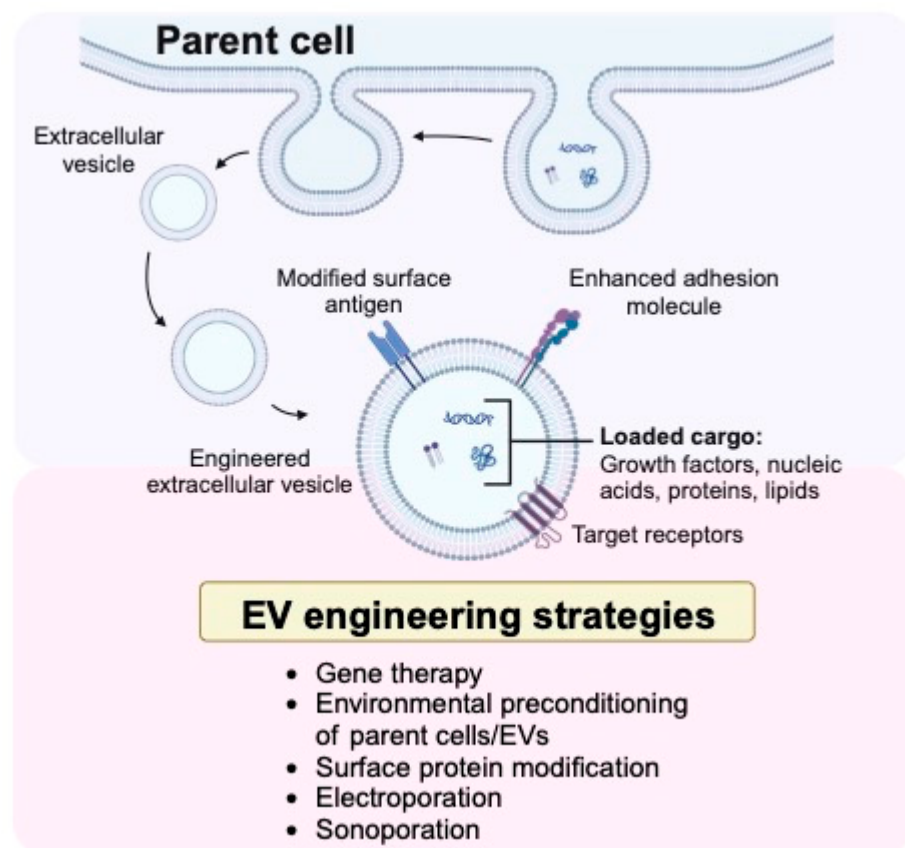 Parent cell
Extracellular
vesicle
Modified surface
antigen
Enhanced adhesion
molecule
Engineered
extracellular vesicle
Loaded cargo:
Growth factors, nucleic
acids, proteins, lipids
Target receptors
EV engineering strategies
• Gene therapy
• Environmental preconditioning
of parent cells/EVs
• Surface protein modification
• Electroporation
• Sonoporation